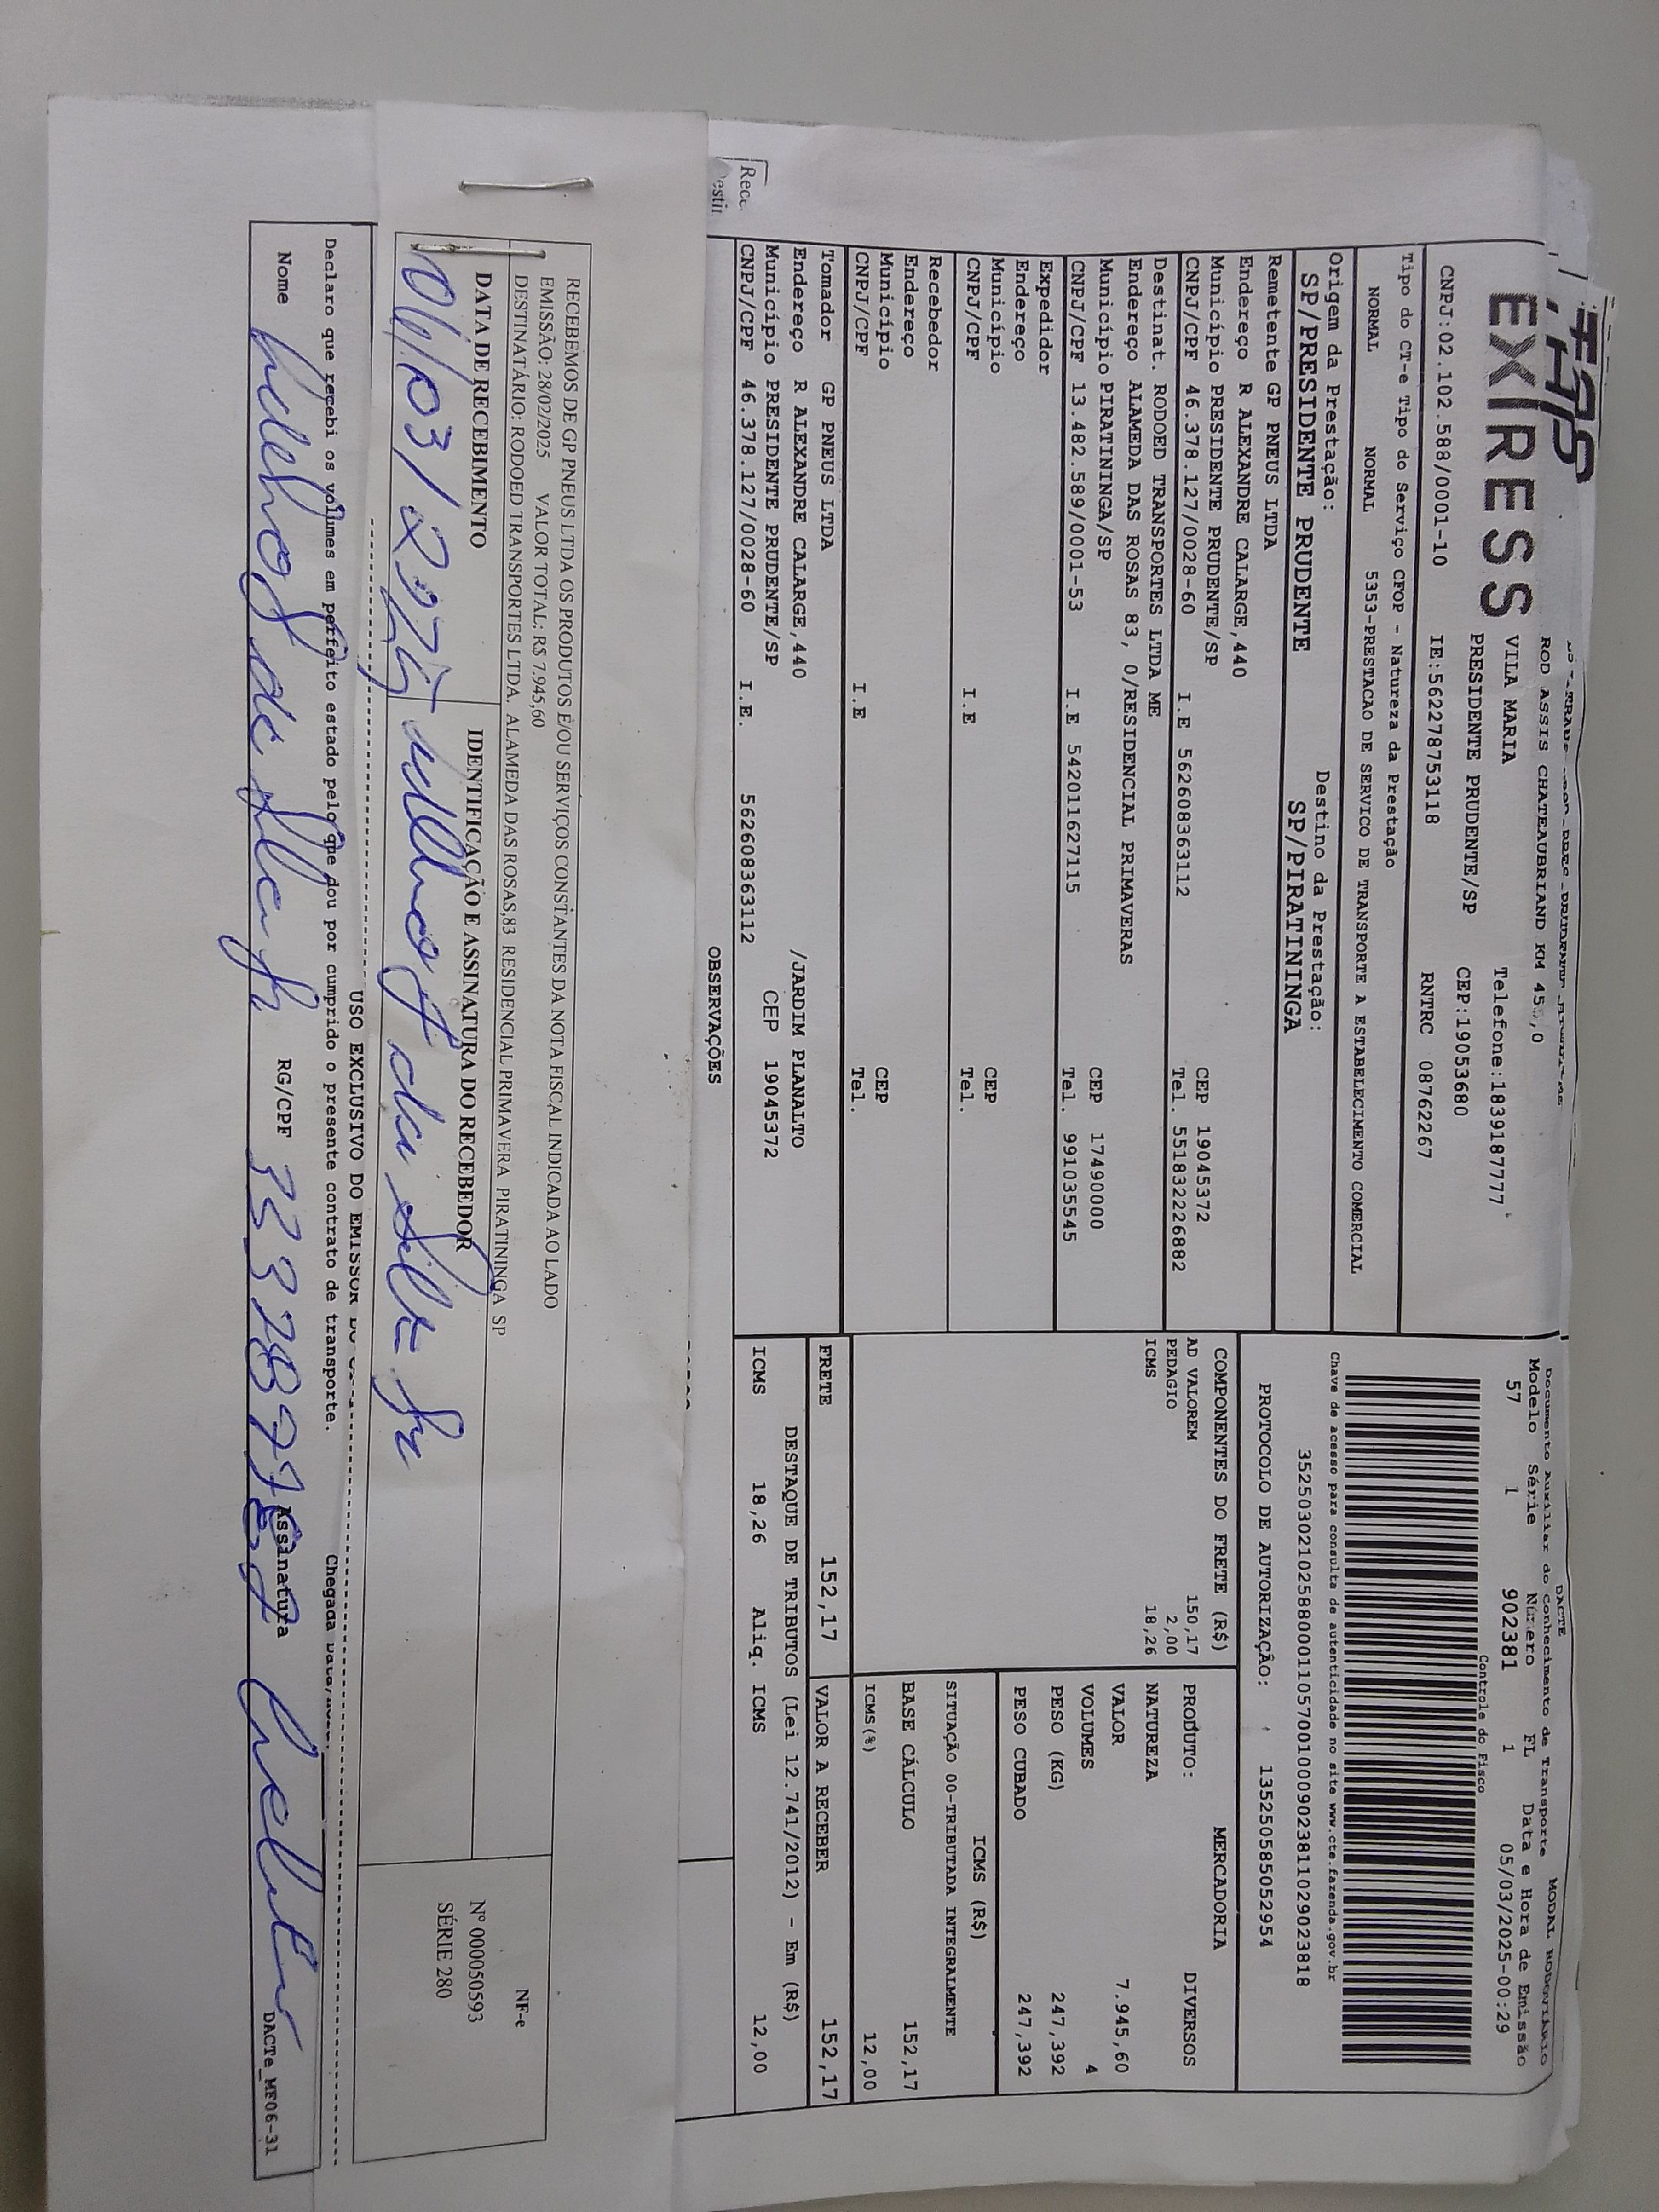 EXPRESS
ROD ASSIS CHATEAUBRIAND KM 45,0
VILA MARIA Telefone:1839187777
PRESIDENTE PRUDENTE/SP CEP:19053680
CNPJ:02.102.588/0001-10 IE:562278753118 RNTRC 08762267
DACTE MODAL RODOVIÁRIO
Documento Auxiliar do Conhecimento de Transporte
Modelo Série Número FL Data e Hora de Emissão
57 1 902381 1 05/03/2025-00:29
Controle do Fisco
Chave de acesso para consulta de autenticidade no site www.cte.fazenda.gov.br
35250302102588000110570010009023811029023818
PROTOCOLO DE AUTORIZAÇÃO: 135250585052954
Tipo do CT-e Tipo do Serviço CFOP - Natureza da Prestação
NORMAL NORMAL 5353-PRESTACAO DE SERVICO DE TRANSPORTE A ESTABELECIMENTO COMERCIAL
Origem da Prestação: Destino da Prestação:
SP/PRESIDENTE PRUDENTE SP/PIRATININGA
Remetente GP PNEUS LTDA
Endereço R ALEXANDRE CALARGE,440
Município PRESIDENTE PRUDENTE/SP CEP 19045372
CNPJ/CPF 46.378.127/0028-60 I.E 562608363112 Tel. 5518322226882
Destinat. RODOED TRANSPORTES LTDA ME
Endereço ALAMEDA DAS ROSAS 83, 0/RESIDENCIAL PRIMAVERAS
Município PIRATININGA/SP CEP 17490000
CNPJ/CPF 13.482.589/0001-53 I.E 542011627115 Tel. 991035545
Expedidor
Endereço
Município CEP
CNPJ/CPF I.E Tel.
Recebedor
Endereço
Município CEP
CNPJ/CPF I.E Tel.
Tomador GP PNEUS LTDA
Endereço R ALEXANDRE CALARGE,440 /JARDIM PLANALTO
Município PRESIDENTE PRUDENTE/SP CEP 19045372
CNPJ/CPF 46.378.127/0028-60 I.E. 562608363112
COMPONENTES DO FRETE (R$)
AD VALOREM 150,17
PEDAGIO 2,00
ICMS 18,26
MERCADORIA
PRODUTO: DIVERSOS
NATUREZA
VALOR 7.945,60
VOLUMES 4
PESO (KG) 247,392
PESO CUBADO 247,392
ICMS (R$)
SITUAÇÃO 00-TRIBUTADA INTEGRALMENTE
BASE CÁLCULO 152,17
ICMS(%) 12,00
FRETE 152,17 VALOR A RECEBER 152,17
DESTAQUE DE TRIBUTOS (Lei 12.741/2012) - Em (R$)
ICMS 18,26 Aliq. ICMS 12,00
OBSERVAÇÕES
RECEBEMOS DE GP PNEUS LTDA OS PRODUTOS E/OU SERVIÇOS CONSTANTES DA NOTA FISCAL INDICADA AO LADO
EMISSÃO: 28/02/2025 VALOR TOTAL: R$ 7.945,60
DESTINATÁRIO: RODOED TRANSPORTES LTDA, ALAMEDA DAS ROSAS,83 RESIDENCIAL PRIMAVERA PIRATININGA SP
DATA DE RECEBIMENTO IDENTIFICAÇÃO E ASSINATURA DO RECEBEDOR
NF-e
Nº 000050593
SÉRIE 280
USO EXCLUSIVO DO EMISSOR
Declaro que recebi os volumes em perfeito estado pelo que dou por cumprido o presente contrato de transporte. Chegada
Nome RG/CPF Assinatura
DACTe_MF06-31